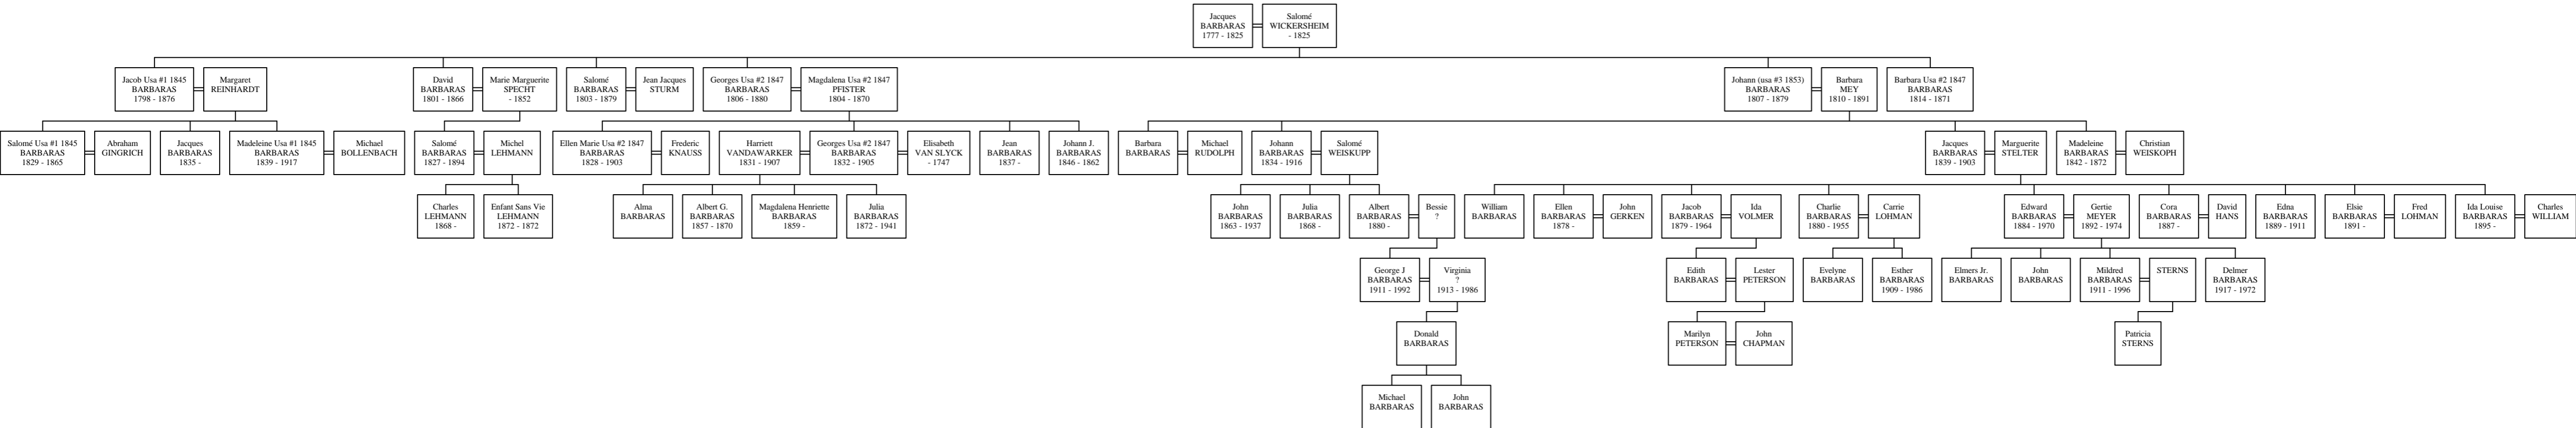 Jacques
BARBARAS
1777 - 1825
Salomé
WICKERSHEIM
- 1825
Jacob Usa #1 1845
BARBARAS
1798 - 1876
Margaret
REINHARDT
David
BARBARAS
1801 - 1866
Marie Marguerite
SPECHT
- 1852
Salomé
BARBARAS
1803 - 1879
Jean Jacques
STURM
Georges Usa #2 1847
BARBARAS
1806 - 1880
Magdalena Usa #2 1847
PFISTER
1804 - 1870
Johann (usa #3 1853)
BARBARAS
1807 - 1879
Barbara
MEY
1810 - 1891
Barbara Usa #2 1847
BARBARAS
1814 - 1871
Salomé Usa #1 1845
BARBARAS
1829 - 1865
Abraham
GINGRICH
Jacques
BARBARAS
1835 -
Madeleine Usa #1 1845
BARBARAS
1839 - 1917
Michael
BOLLENBACH
Salomé
BARBARAS
1827 - 1894
Michel
LEHMANN
Ellen Marie Usa #2 1847
BARBARAS
1828 - 1903
Frederic
KNAUSS
Harriett
VANDAWARKER
1831 - 1907
Georges Usa #2 1847
BARBARAS
1832 - 1905
Elisabeth
VAN SLYCK
- 1747
Jean
BARBARAS
1837 -
Johann J.
BARBARAS
1846 - 1862
Barbara
BARBARAS
Michael
RUDOLPH
Johann
BARBARAS
1834 - 1916
Salomé
WEISKUPP
Jacques
BARBARAS
1839 - 1903
Marguerite
STELTER
Madeleine
BARBARAS
1842 - 1872
Christian
WEISKOPH
Charles
LEHMANN
1868 -
Enfant Sans Vie
LEHMANN
1872 - 1872
Alma
BARBARAS
Albert G.
BARBARAS
1857 - 1870
Magdalena Henriette
BARBARAS
1859 -
Julia
BARBARAS
1872 - 1941
John
BARBARAS
1863 - 1937
Julia
BARBARAS
1868 -
Albert
BARBARAS
1880 -
Bessie
?
William
BARBARAS
Ellen
BARBARAS
1878 -
John
GERKEN
Jacob
BARBARAS
1879 - 1964
Ida
VOLMER
Charlie
BARBARAS
1880 - 1955
Carrie
LOHMAN
Edward
BARBARAS
1884 - 1970
Gertie
MEYER
1892 - 1974
Cora
BARBARAS
1887 -
David
HANS
Edna
BARBARAS
1889 - 1911
Elsie
BARBARAS
1891 -
Fred
LOHMAN
Ida Louise
BARBARAS
1895 -
Charles
WILLIAM
George J
BARBARAS
1911 - 1992
Virginia
?
1913 - 1986
Edith
BARBARAS
Lester
PETERSON
Evelyne
BARBARAS
Esther
BARBARAS
1909 - 1986
Elmers Jr.
BARBARAS
John
BARBARAS
Mildred
BARBARAS
1911 - 1996
STERNS
Delmer
BARBARAS
1917 - 1972
Donald
BARBARAS
Marilyn
PETERSON
John
CHAPMAN
Patricia
STERNS
Michael
BARBARAS
John
BARBARAS